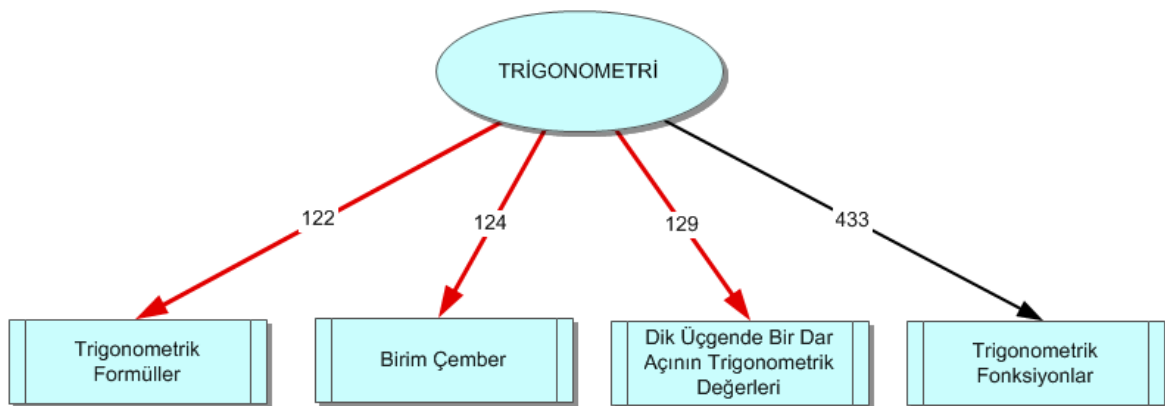 TRİGONOMETRİ
122
124
129
433
Trigonometrik
Formüller
Birim Çember
Dik Üçgende Bir Dar
Açının Trigonometrik
Değerleri
Trigonometrik
Fonksiyonlar